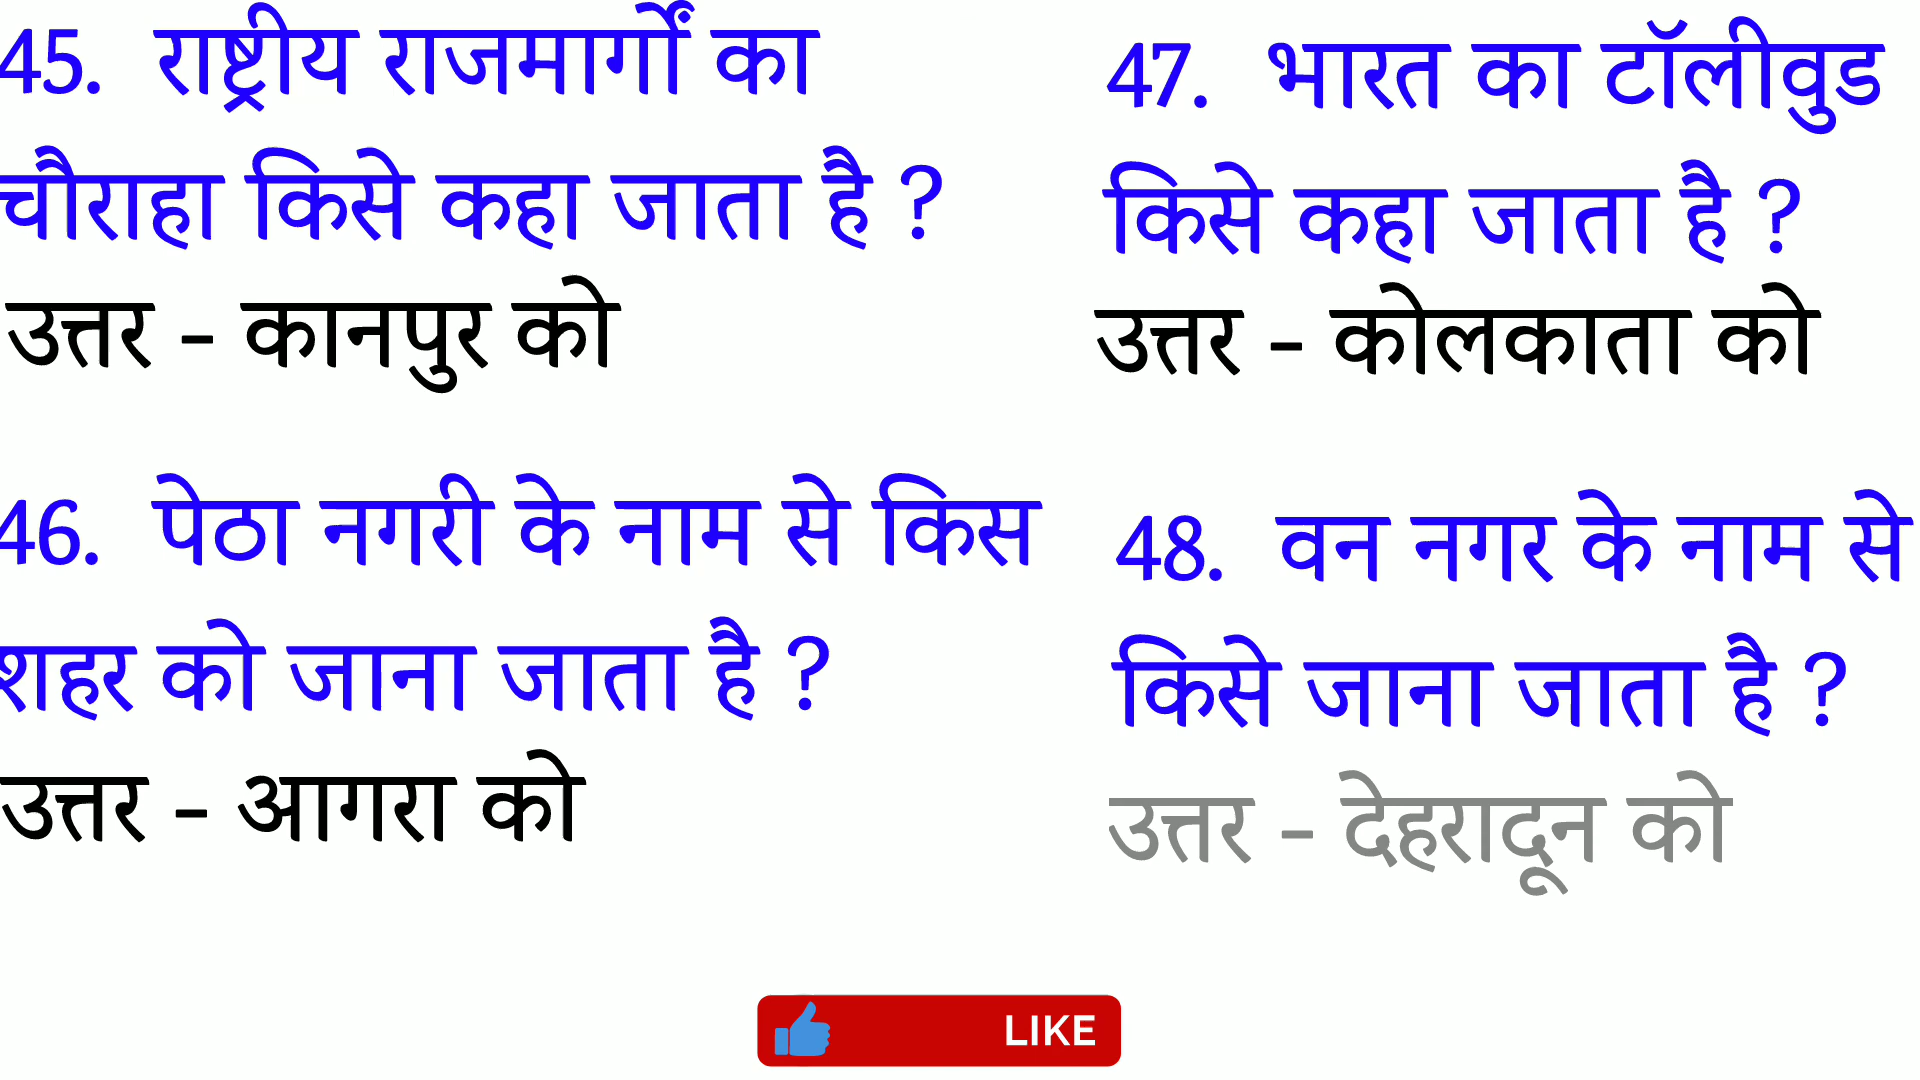 45. राष्ट्रीय राजमार्गों का
चौराहा किसे कहा जाता है ?
उत्तर - कानपुर को
46. पेठा नगरी के नाम से किस
शहर को जाना जाता है ?
उत्तर - आगरा को
47. भारत का टॉलीवुड
किसे कहा जाता है ?
उत्तर - कोलकाता को
48. वन नगर के नाम से
किसे जाना जाता है ?
उत्तर - देहरादून को
LIKE